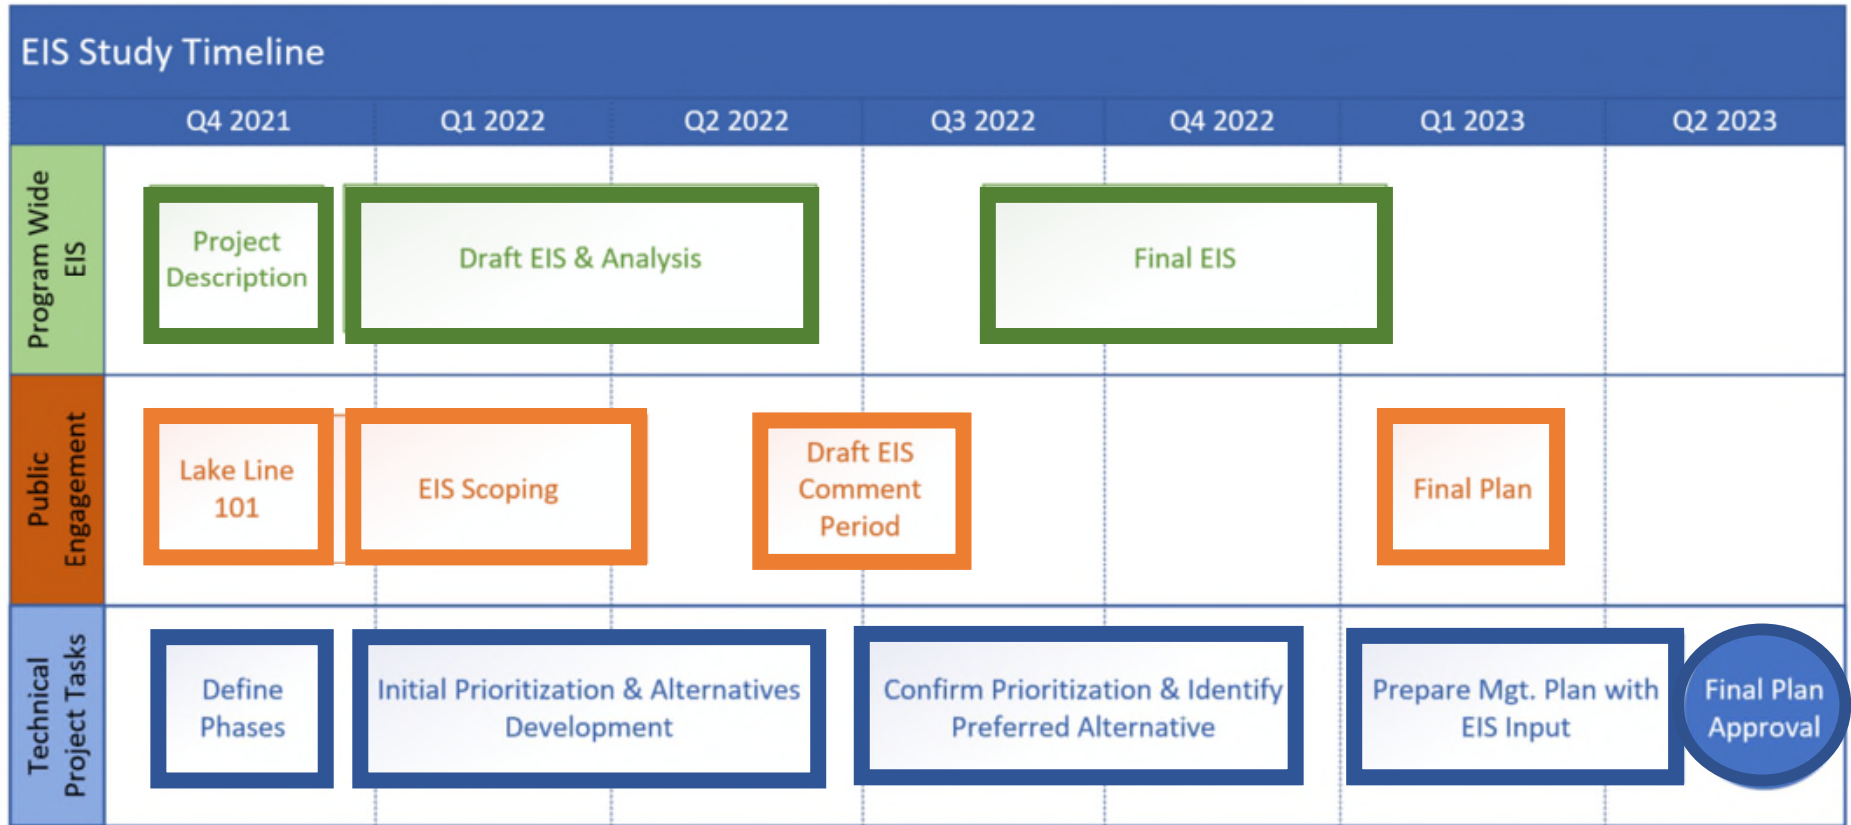 EIS Study Timeline
Q4 2021
Q1 2022
Q2 2022
Q3 2022
Q4 2022
Q1 2023
Q2 2023
Program Wide
EIS
Project
Description
Draft EIS & Analysis
Final EIS
Public
Engagement
Lake Line
101
EIS Scoping
Draft EIS
Comment
Period
Final Plan
Technical
Project Tasks
Define
Phases
Initial Prioritization & Alternatives
Development
Confirm Prioritization & Identify
Preferred Alternative
Prepare Mgt. Plan with
EIS Input
Final Plan
Approval